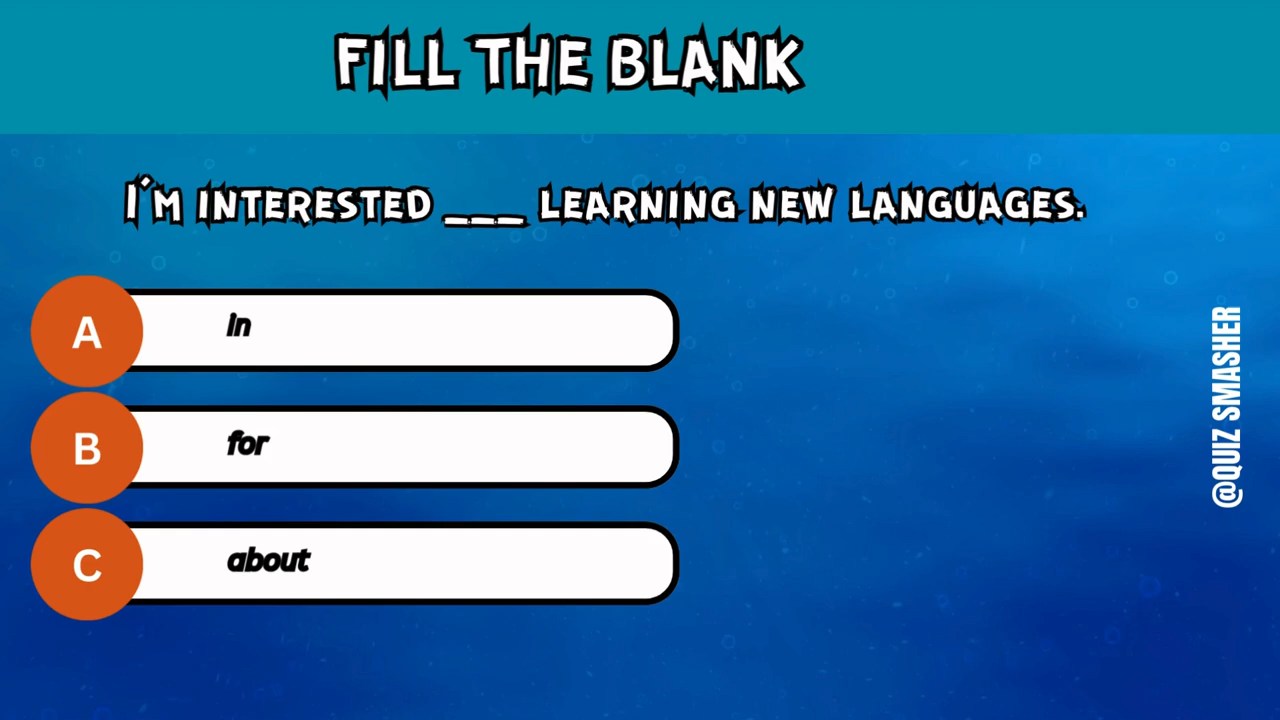 FILL THE BLANK
I´M INTERESTED ___ LEARNING NEW LANGUAGES.
A in
B for
C about
@QUIZ SMASHER